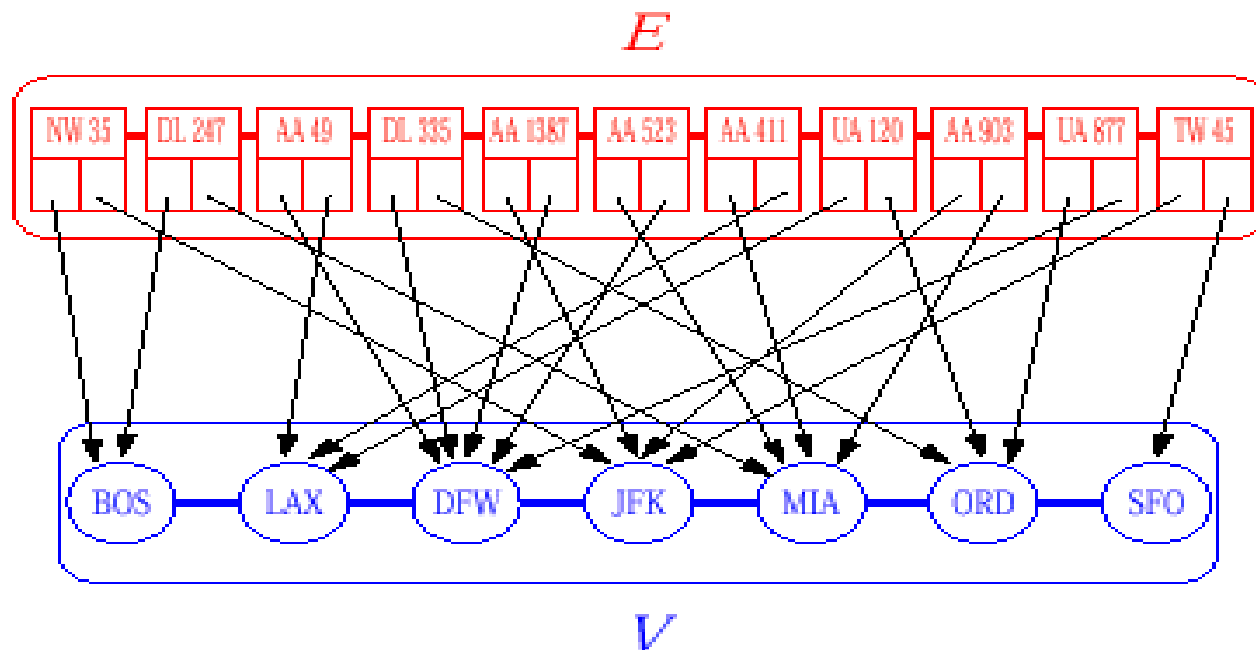 E
NW 35 DL 247 AA 49 DL 335 AA 1387 AA 523 AA 411 UA 120 AA 903 UA 877 TW 45
BOS LAX DFW JFK MIA ORD SFO
V